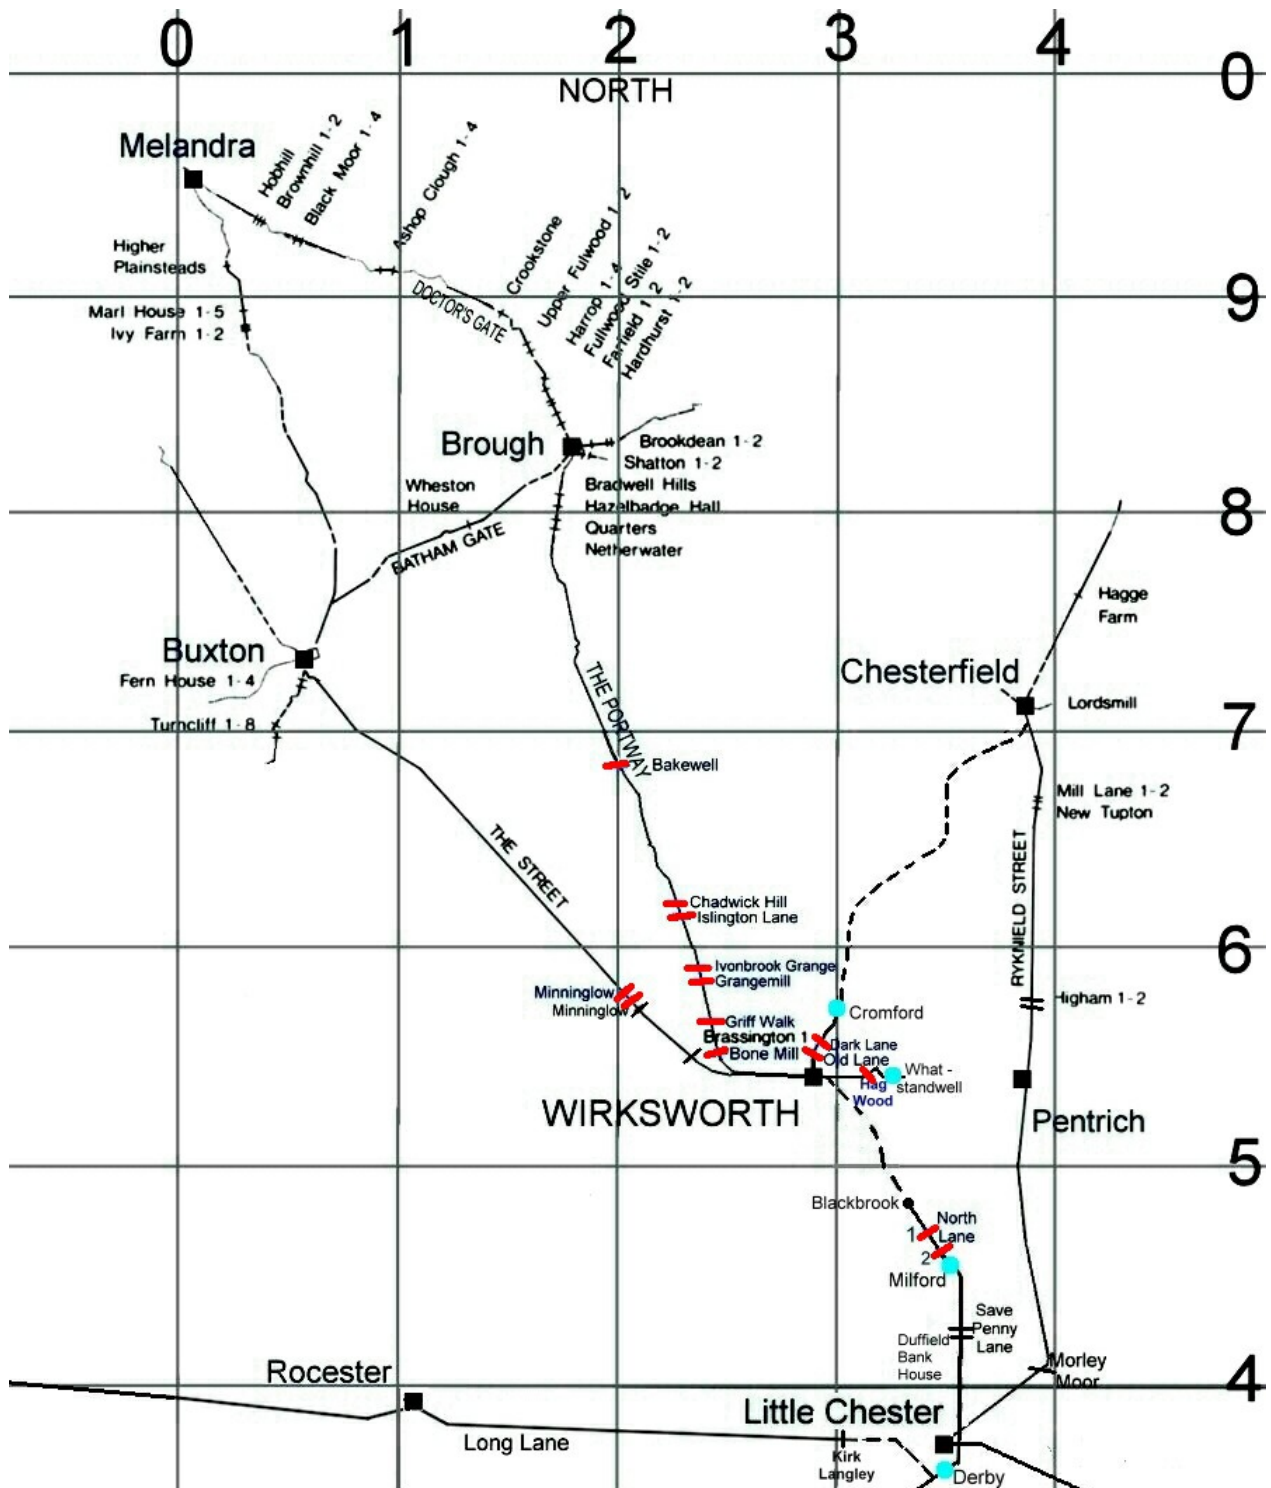 0 1 2 3 4
0
NORTH
Melandra
Hobhill
Brownhill 1-2
Black Moor 1-4
Ashop Clough 1-4
Crookstone
Upper Fulwood 1-2
Harrop 1-4
Fullwood Stile 1-2
Farfield 1-2
Hardhurst 1-2
Higher
Plainsteads
DOCTOR'S GATE
9
Marl House 1-5
Ivy Farm 1-2
Brough
Brookdean 1-2
Shatton 1-2
Wheston
House
Bradwell Hills
Hazelbadge Hall
Quarters
Netherwater
8
BATHAM GATE
Hagge
Farm
Buxton
Fern House 1-4
Turncliff 1-8
Chesterfield
Lordsmill
7
THE PORTWAY
Bakewell
Mill Lane 1-2
New Tupton
THE STREET
RYKNIELD STREET
Chadwick Hill
Islington Lane
6
Ivonbrook Grange
Grangemill
Minninglow
Minninglow
Higham 1-2
Cromford
Griff Walk
Brassington 1
Dark Lane
Bone Mill
Old Lane
What-
standwell
Hag
Wood
WIRKSWORTH
Pentrich
5
Blackbrook
North
Lane
1
2
Milford
Save
Penny
Lane
Duffield
Bank
House
Morley
Moor
Rocester
4
Little Chester
Long Lane
Kirk
Langley
Derby